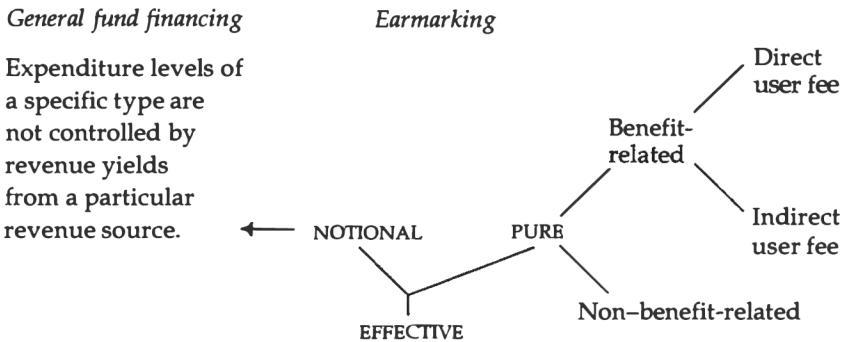 General fund financing
Earmarking
Expenditure levels of
a specific type are
not controlled by
revenue yields
from a particular
revenue source.
Direct
user fee
Benefit-
related
Indirect
user fee
NOTIONAL
PURE
Non–benefit-related
EFFECTIVE